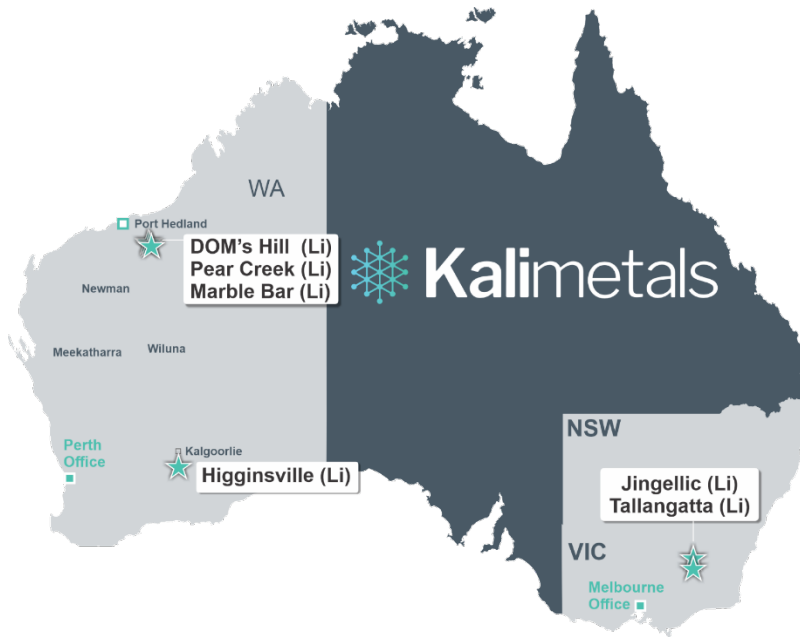 WA
Port Hedland
DOM's Hill (Li)
Pear Creek (Li)
Marble Bar (Li)
Kalimetals
Newman
Meekatharra
Wiluna
Perth
Office
Kalgoorlie
Higginsville (Li)
NSW
Jingellic (Li)
Tallangatta (Li)
VIC
Melbourne
Office